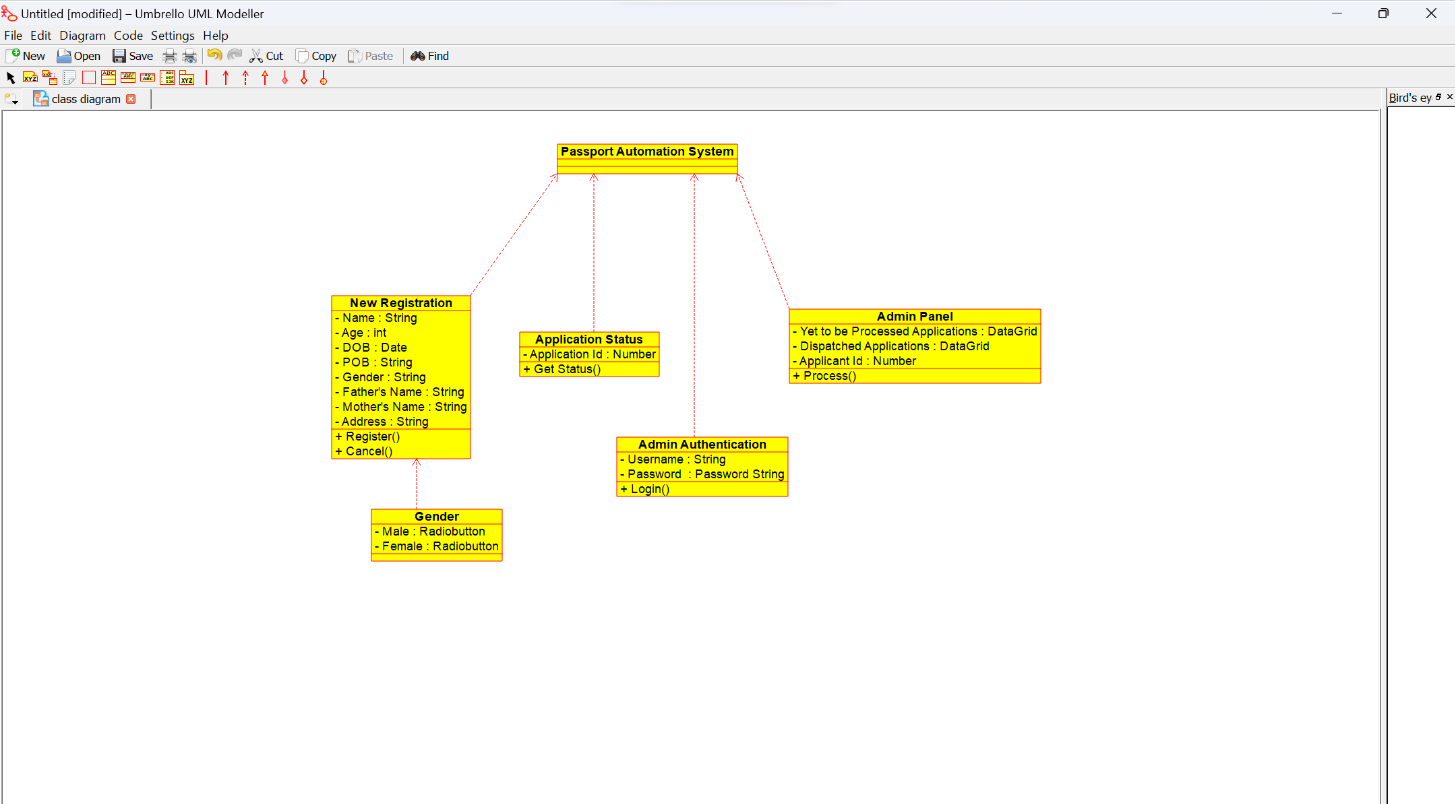 Untitled [modified] – Umbrello UML Modeller
File Edit Diagram Code Settings Help
New Open Save Cut Copy Paste Find
class diagram
Bird's ey
Passport Automation System
New Registration
- Name : String
- Age : int
- DOB : Date
- POB : String
- Gender : String
- Father's Name : String
- Mother's Name : String
- Address : String
+ Register()
+ Cancel()
Application Status
- Application Id : Number
+ Get Status()
Admin Panel
- Yet to be Processed Applications : DataGrid
- Dispatched Applications : DataGrid
- Applicant Id : Number
+ Process()
Admin Authentication
- Username : String
- Password  : Password String
+ Login()
Gender
- Male : Radiobutton
- Female : Radiobutton